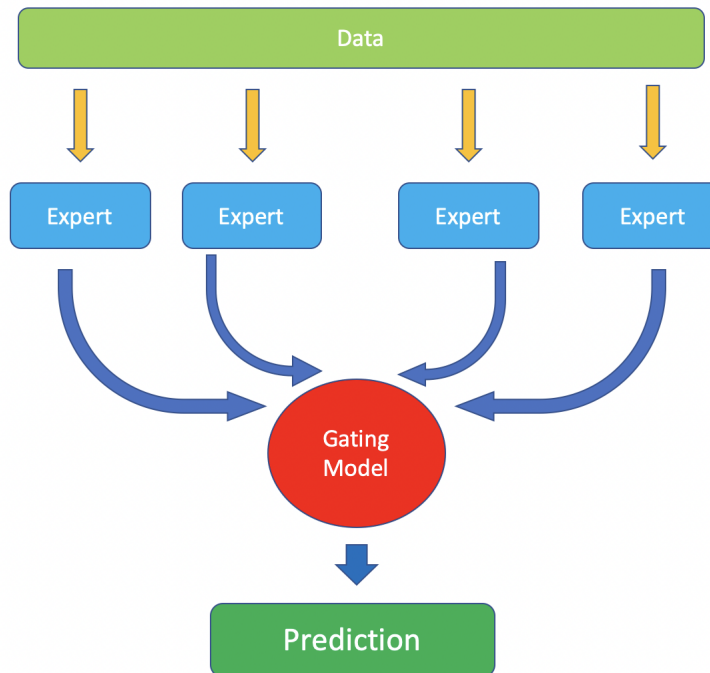 Data
Expert
Expert
Expert
Expert
Gating
Model
Prediction